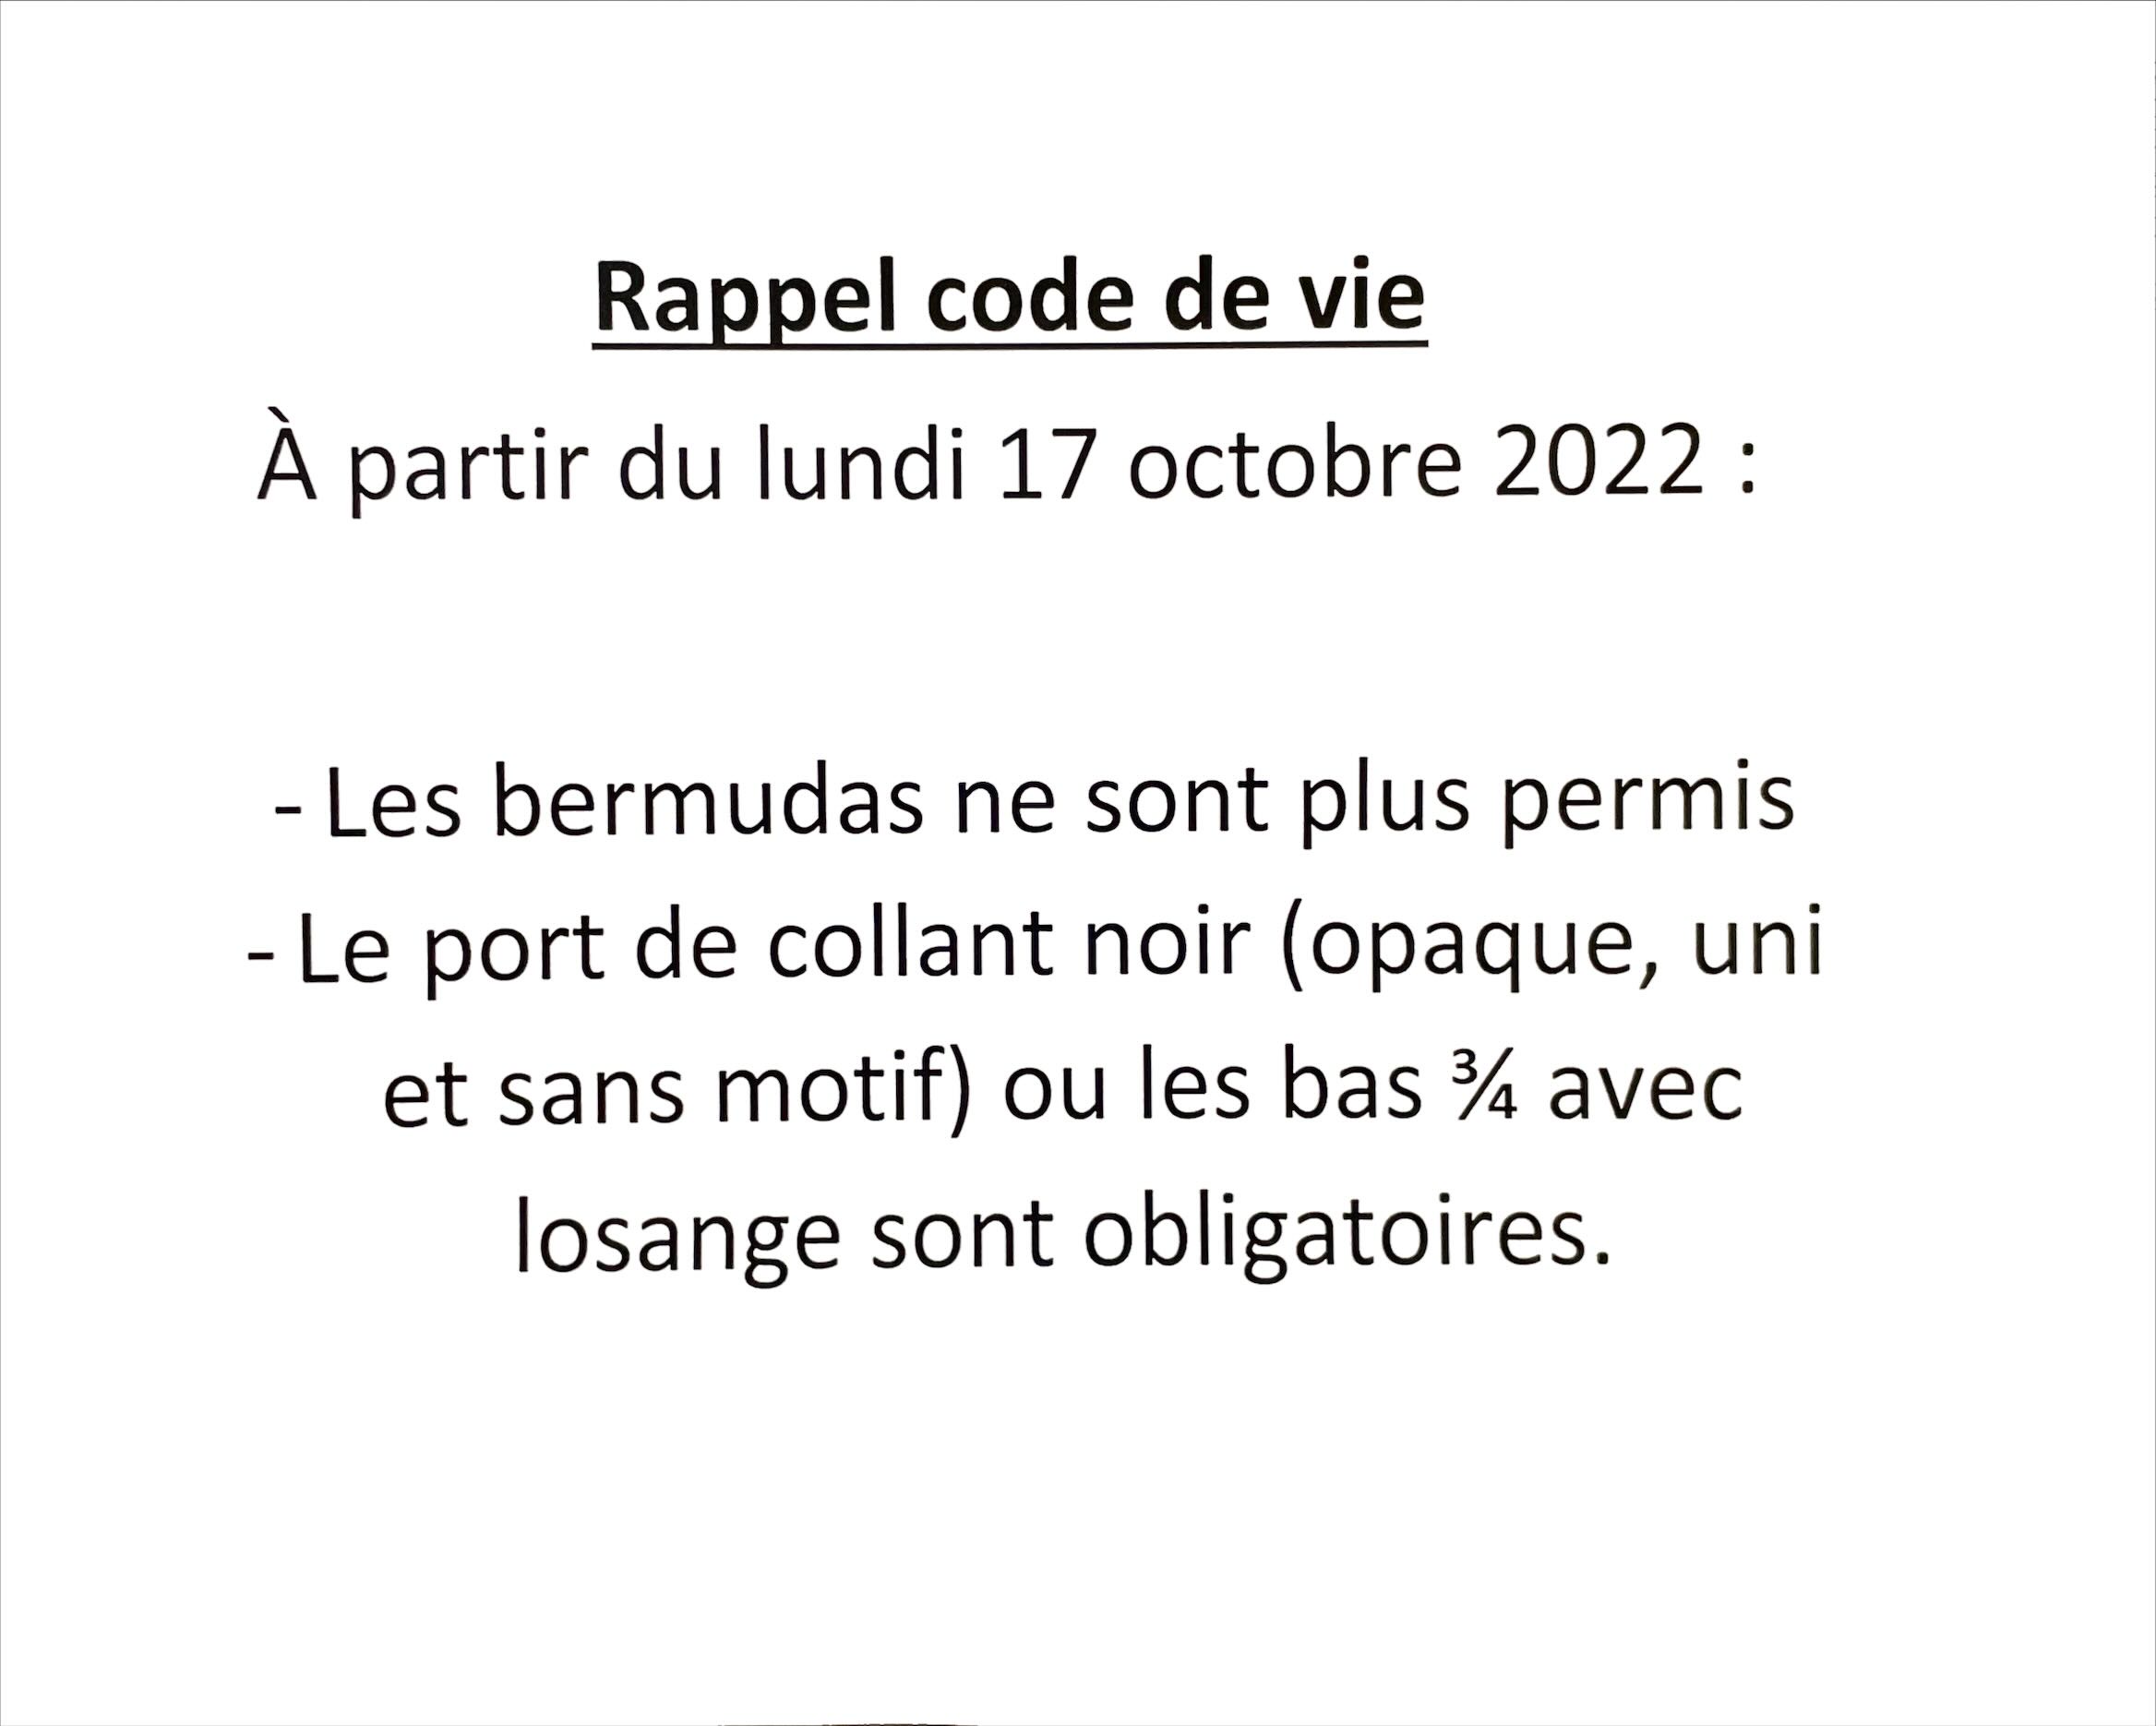 Rappel code de vie
À partir du lundi 17 octobre 2022 :
- Les bermudas ne sont plus permis
- Le port de collant noir (opaque, uni
et sans motif) ou les bas ¾ avec
losange sont obligatoires.